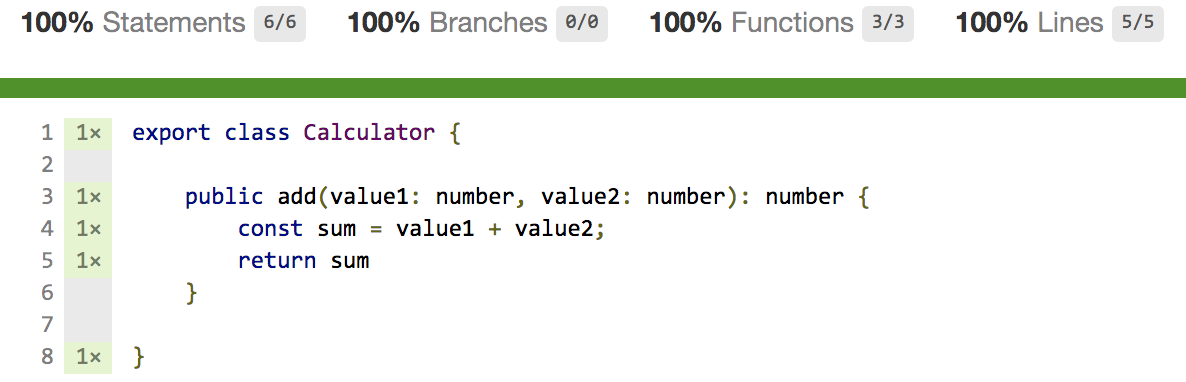 100% Statements 6/6 100% Branches 0/0 100% Functions 3/3 100% Lines 5/5
1 1× export class Calculator {
2
3 1×     public add(value1: number, value2: number): number {
4 1×         const sum = value1 + value2;
5 1×         return sum
6     }
7
8 1× }